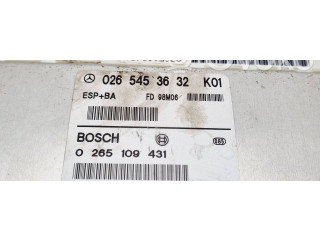 026 545 36 32 K01
ESP+BA FD 98M06
BOSCH
0 265 109 431